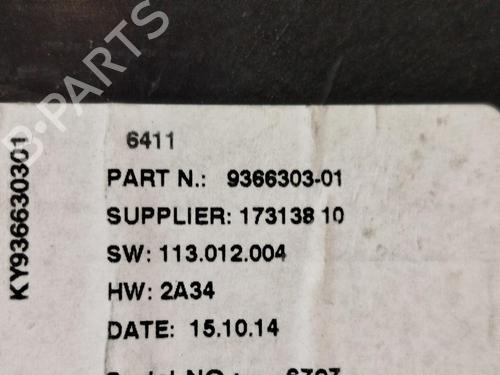 6411
PART N.: 9366303-01
SUPPLIER: 173138 10
SW: 113.012.004
HW: 2A34
DATE: 15.10.14
KY936630301
B-PARTS